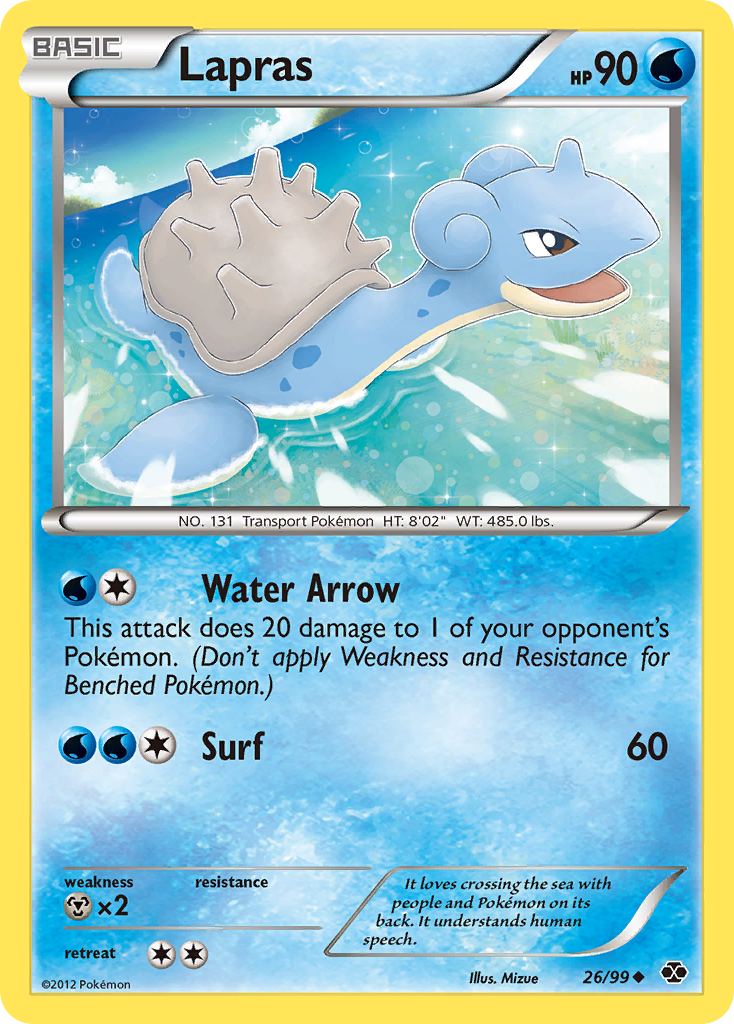 BASIC
Lapras
HP 90
NO. 131 Transport Pokémon HT: 8'02" WT: 485.0 lbs.
Water Arrow
This attack does 20 damage to 1 of your opponent's
Pokémon. (Don't apply Weakness and Resistance for
Benched Pokémon.)
Surf 60
weakness resistance
×2
retreat
It loves crossing the sea with
people and Pokémon on its
back. It understands human
speech.
©2012 Pokémon
Illus. Mizue
26/99